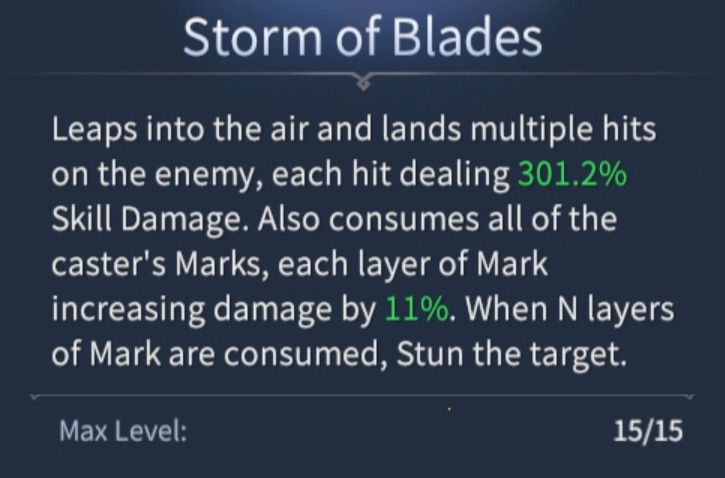 Storm of Blades
Leaps into the air and lands multiple hits
on the enemy, each hit dealing 301.2%
Skill Damage. Also consumes all of the
caster's Marks, each layer of Mark
increasing damage by 11%. When N layers
of Mark are consumed, Stun the target.
Max Level: 15/15